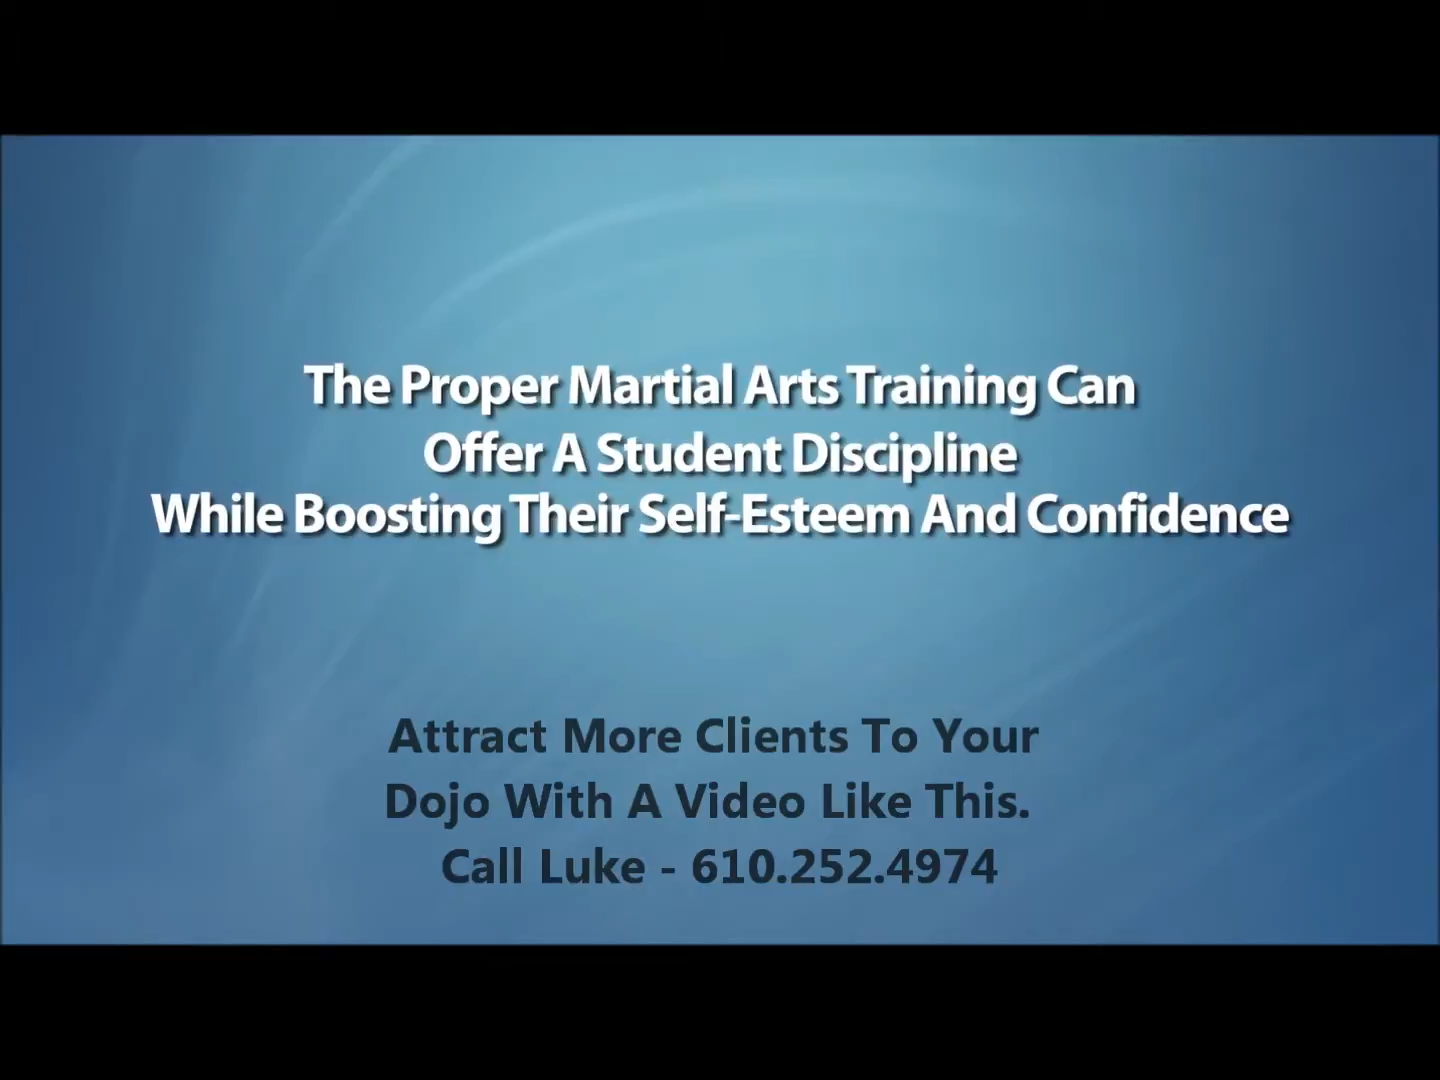 The Proper Martial Arts Training Can
Offer A Student Discipline
While Boosting Their Self-Esteem And Confidence
Attract More Clients To Your
Dojo With A Video Like This.
Call Luke - 610.252.4974